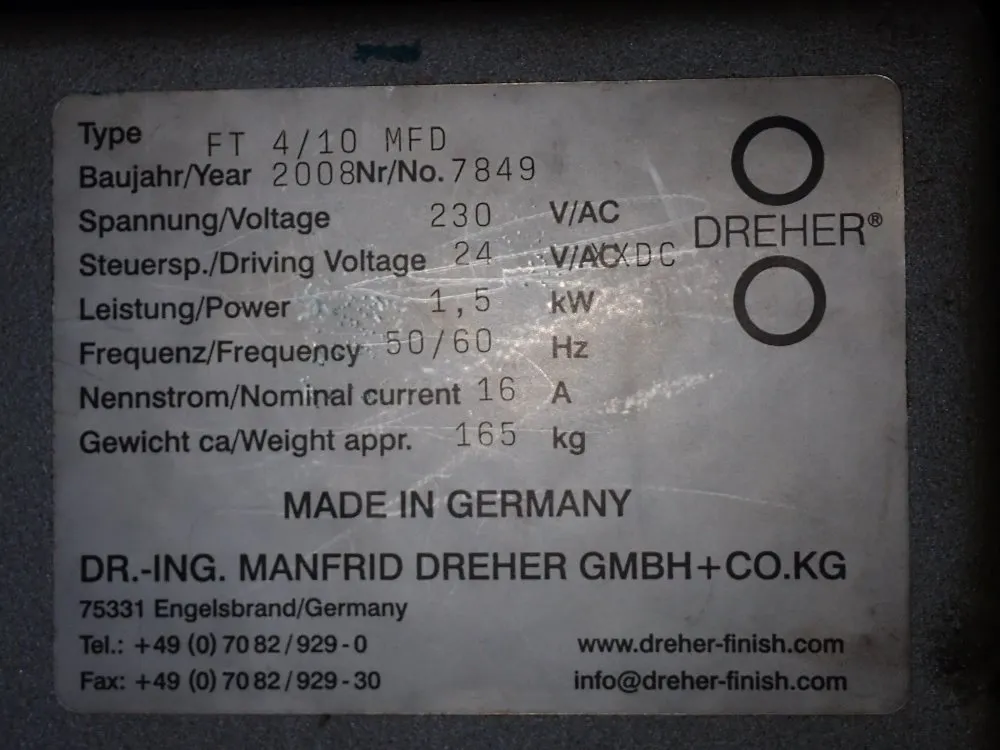 Type FT 4/10 MFD
Baujahr/Year 2008 Nr/No. 7849
Spannung/Voltage 230 V/AC
DREHER®
Steuersp./Driving Voltage 24 V/ACXXDC
Leistung/Power 1,5 kW
Frequenz/Frequency 50/60 Hz
Nennstrom/Nominal current 16 A
Gewicht ca/Weight appr. 165 kg
MADE IN GERMANY
DR.-ING. MANFRID DREHER GMBH+CO.KG
75331 Engelsbrand/Germany
Tel.: +49 (0) 70 82/929-0 www.dreher-finish.com
Fax: +49 (0) 70 82/929-30 info@dreher-finish.com